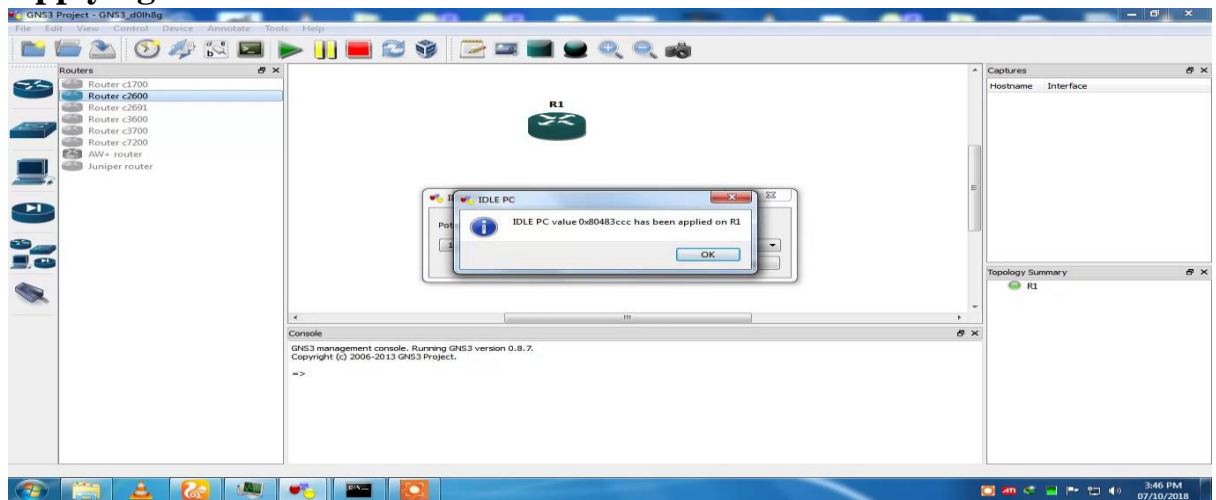 GNS3 Project - GNS3_d0lh8g
File Edit View Control Device Annotate Tools Help
Routers
Router c1700
Router c2600
Router c2691
Router c3600
Router c3700
Router c7200
AW+ router
Juniper router
R1
IDLE PC
IDLE PC value 0x80483ccc has been applied on R1
OK
Captures
Hostname Interface
Topology Summary
R1
Console
GNS3 management console. Running GNS3 version 0.8.7.
Copyright (c) 2006-2013 GNS3 Project.
=>
3:46 PM
07/10/2018